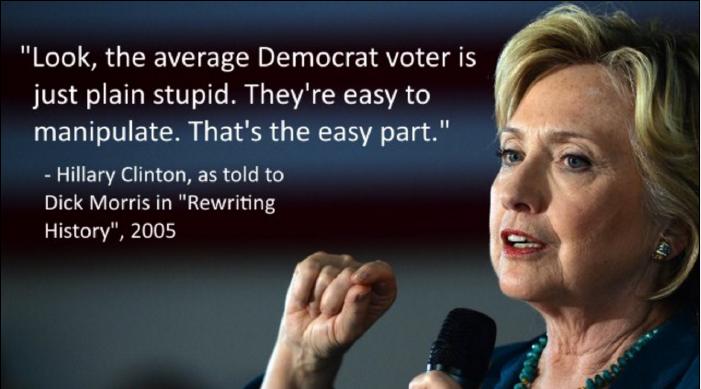 "Look, the average Democrat voter is
just plain stupid. They're easy to
manipulate. That's the easy part."
- Hillary Clinton, as told to
Dick Morris in "Rewriting
History", 2005